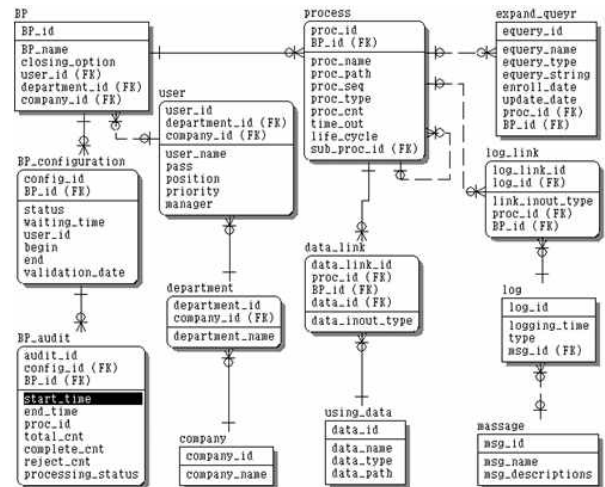 BP
BP_id
BP_name
closing_option
user_id (FK)
department_id (FK)
company_id (FK)
process
proc_id
BP_id (FK)
proc_name
proc_path
proc_seq
proc_type
proc_cnt
time_out
life_cycle
sub_proc_id (FK)
expand_queyr
equery_id
equery_name
equery_type
equery_string
enroll_date
update_date
proc_id (FK)
BP_id (FK)
user
user_id
department_id (FK)
company_id (FK)
user_name
pass
position
priority
manager
BP_configuration
config_id
BP_id (FK)
status
waiting_time
user_id
begin
end
validation_date
log_link
log_link_id
log_id (FK)
link_inout_type
proc_id (FK)
BP_id (FK)
data_link
data_link_id
proc_id (FK)
BP_id (FK)
data_id (FK)
data_inout_type
department
department_id
company_id (FK)
department_name
log
log_id
logging_time
type
msg_id (FK)
BP_audit
audit_id
config_id (FK)
BP_id (FK)
start_time
end_time
proc_id
total_cnt
complete_cnt
reject_cnt
processing_status
company
company_id
company_name
using_data
data_id
data_name
data_type
data_path
massage
msg_id
msg_name
msg_descriptions